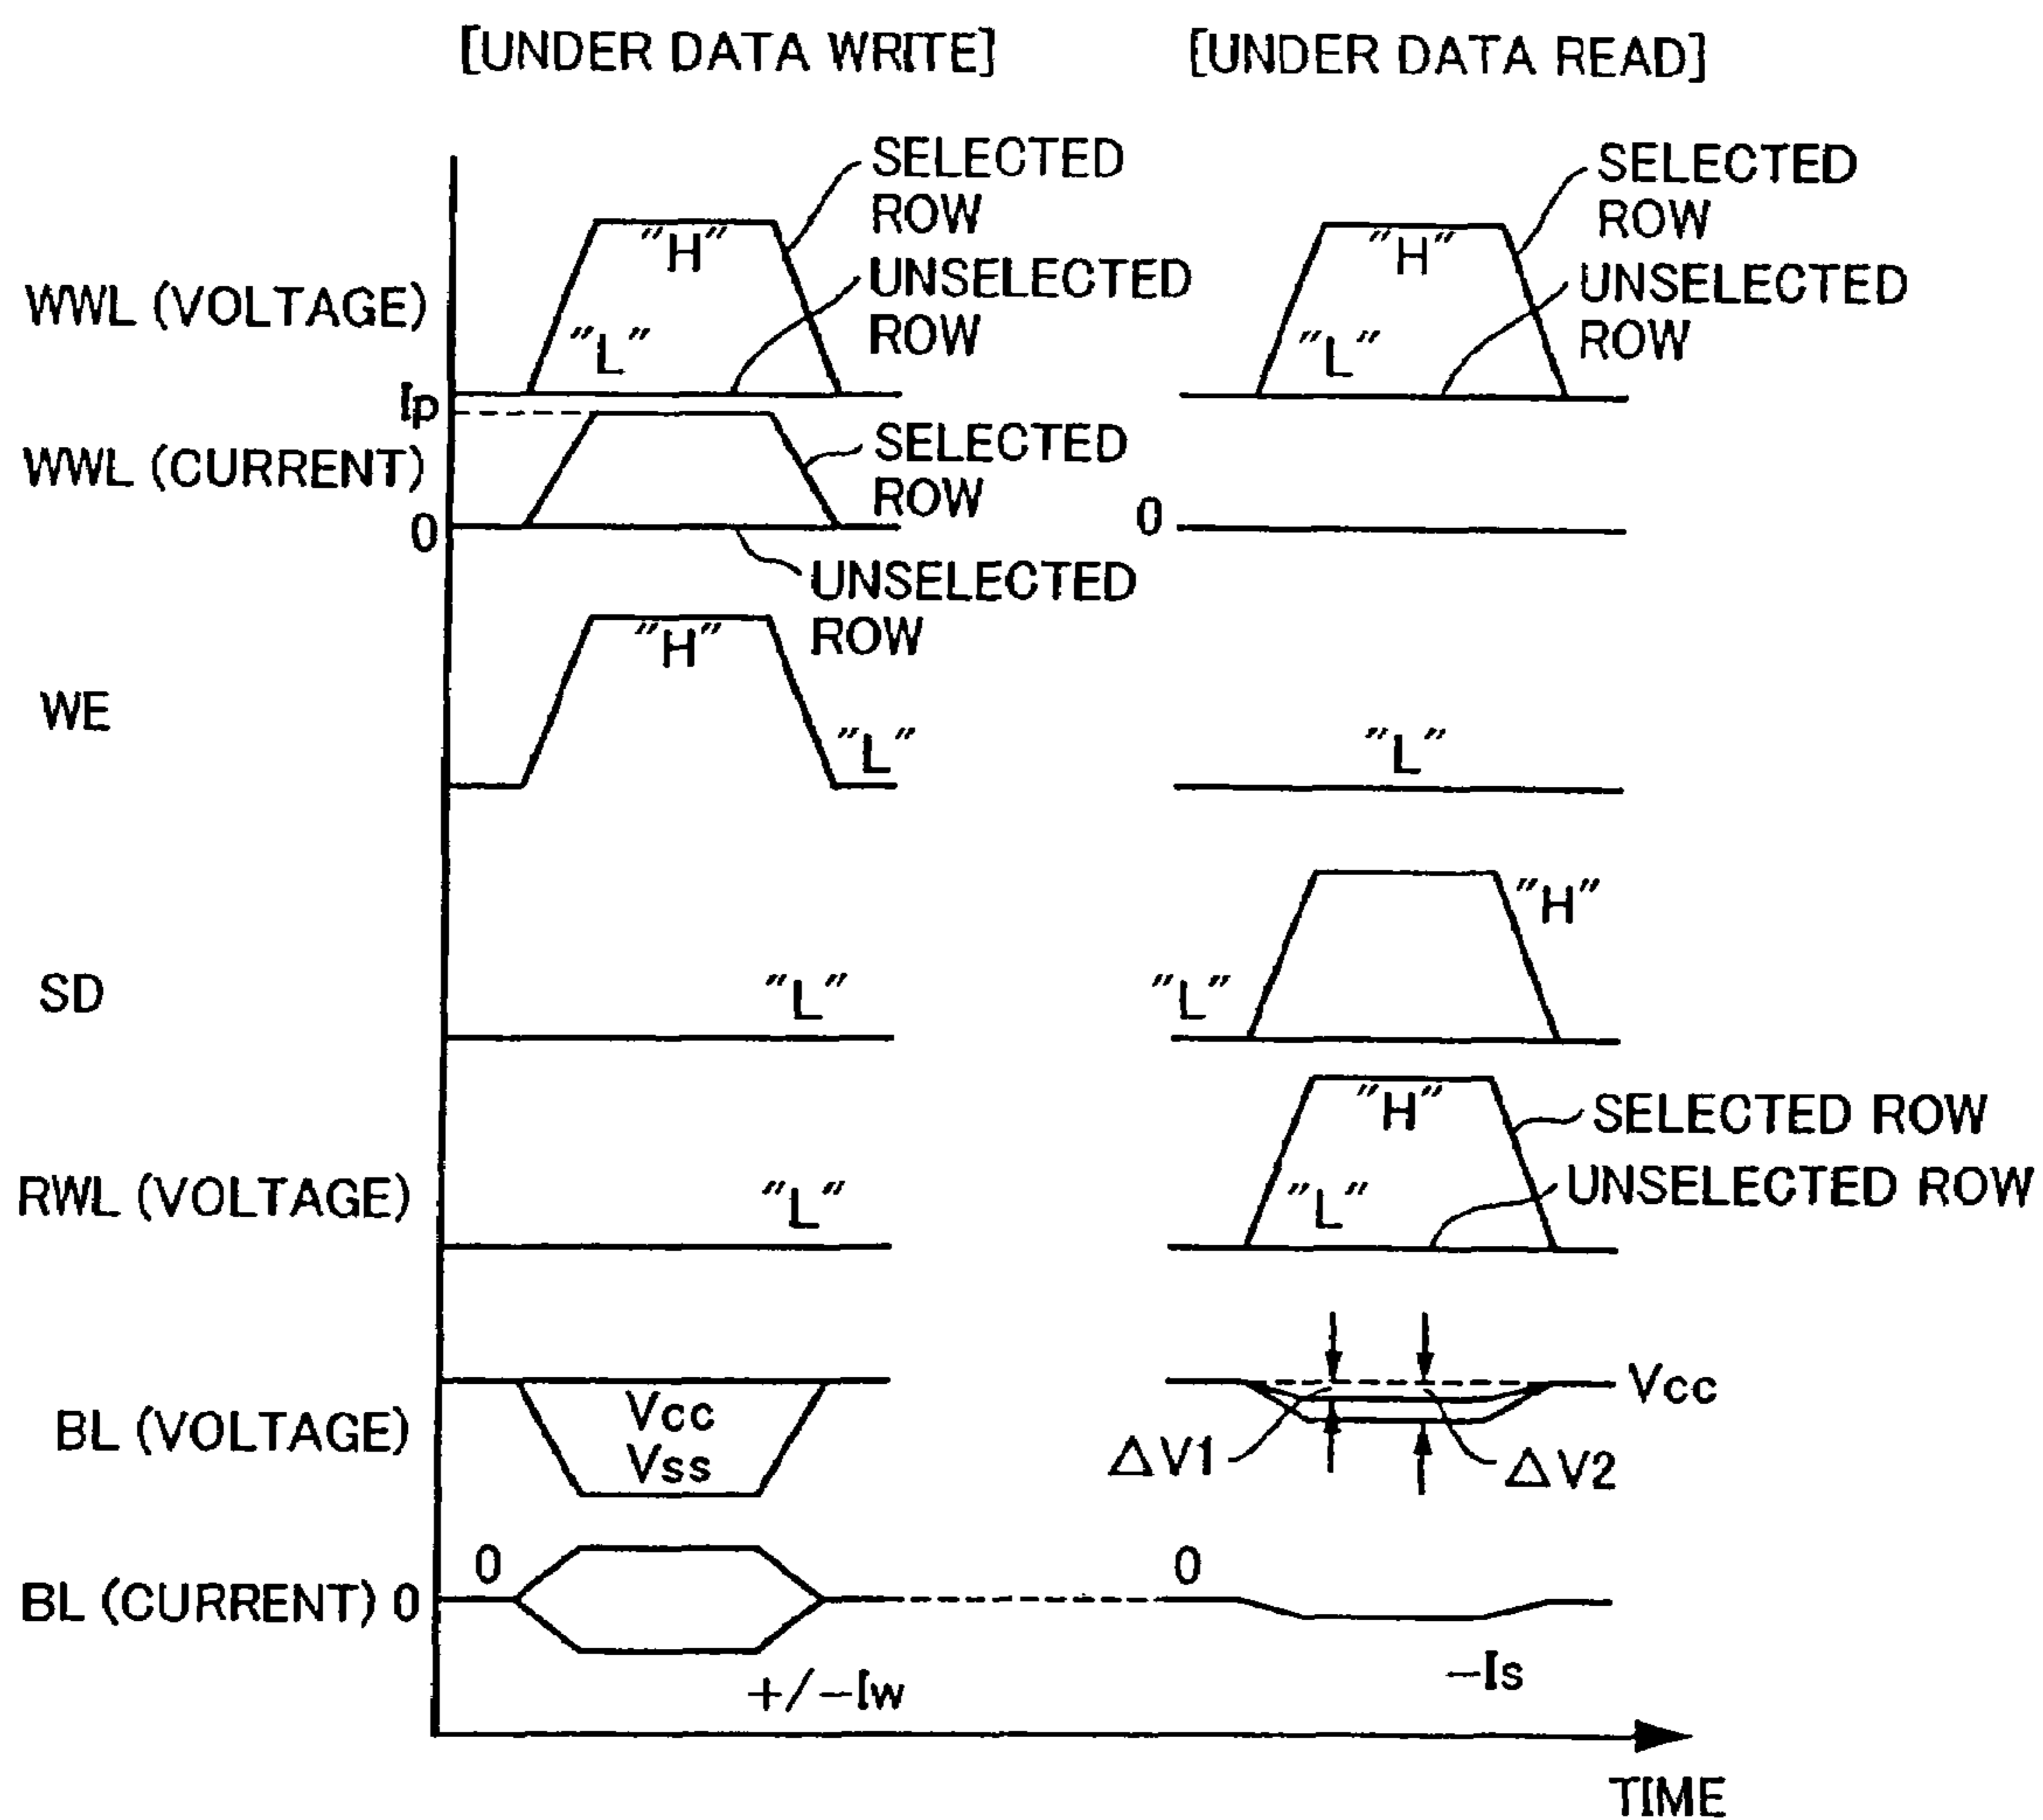 [UNDER DATA WRITE] [UNDER DATA READ]
SELECTED
ROW
SELECTED
ROW
"H"
"H"
UNSELECTED
ROW
UNSELECTED
ROW
WWL (VOLTAGE)
"L"
"L"
Ip
WWL (CURRENT)
SELECTED
ROW
0
0
UNSELECTED
ROW
"H"
WE
"L"
"L"
"H"
SD
"L"
"L"
"H"
SELECTED ROW
RWL (VOLTAGE)
"L"
"L"
UNSELECTED ROW
Vcc
BL (VOLTAGE)
Vcc
Vss
ΔV1
ΔV2
0
0
BL (CURRENT) 0
+/-Iw
-Is
TIME